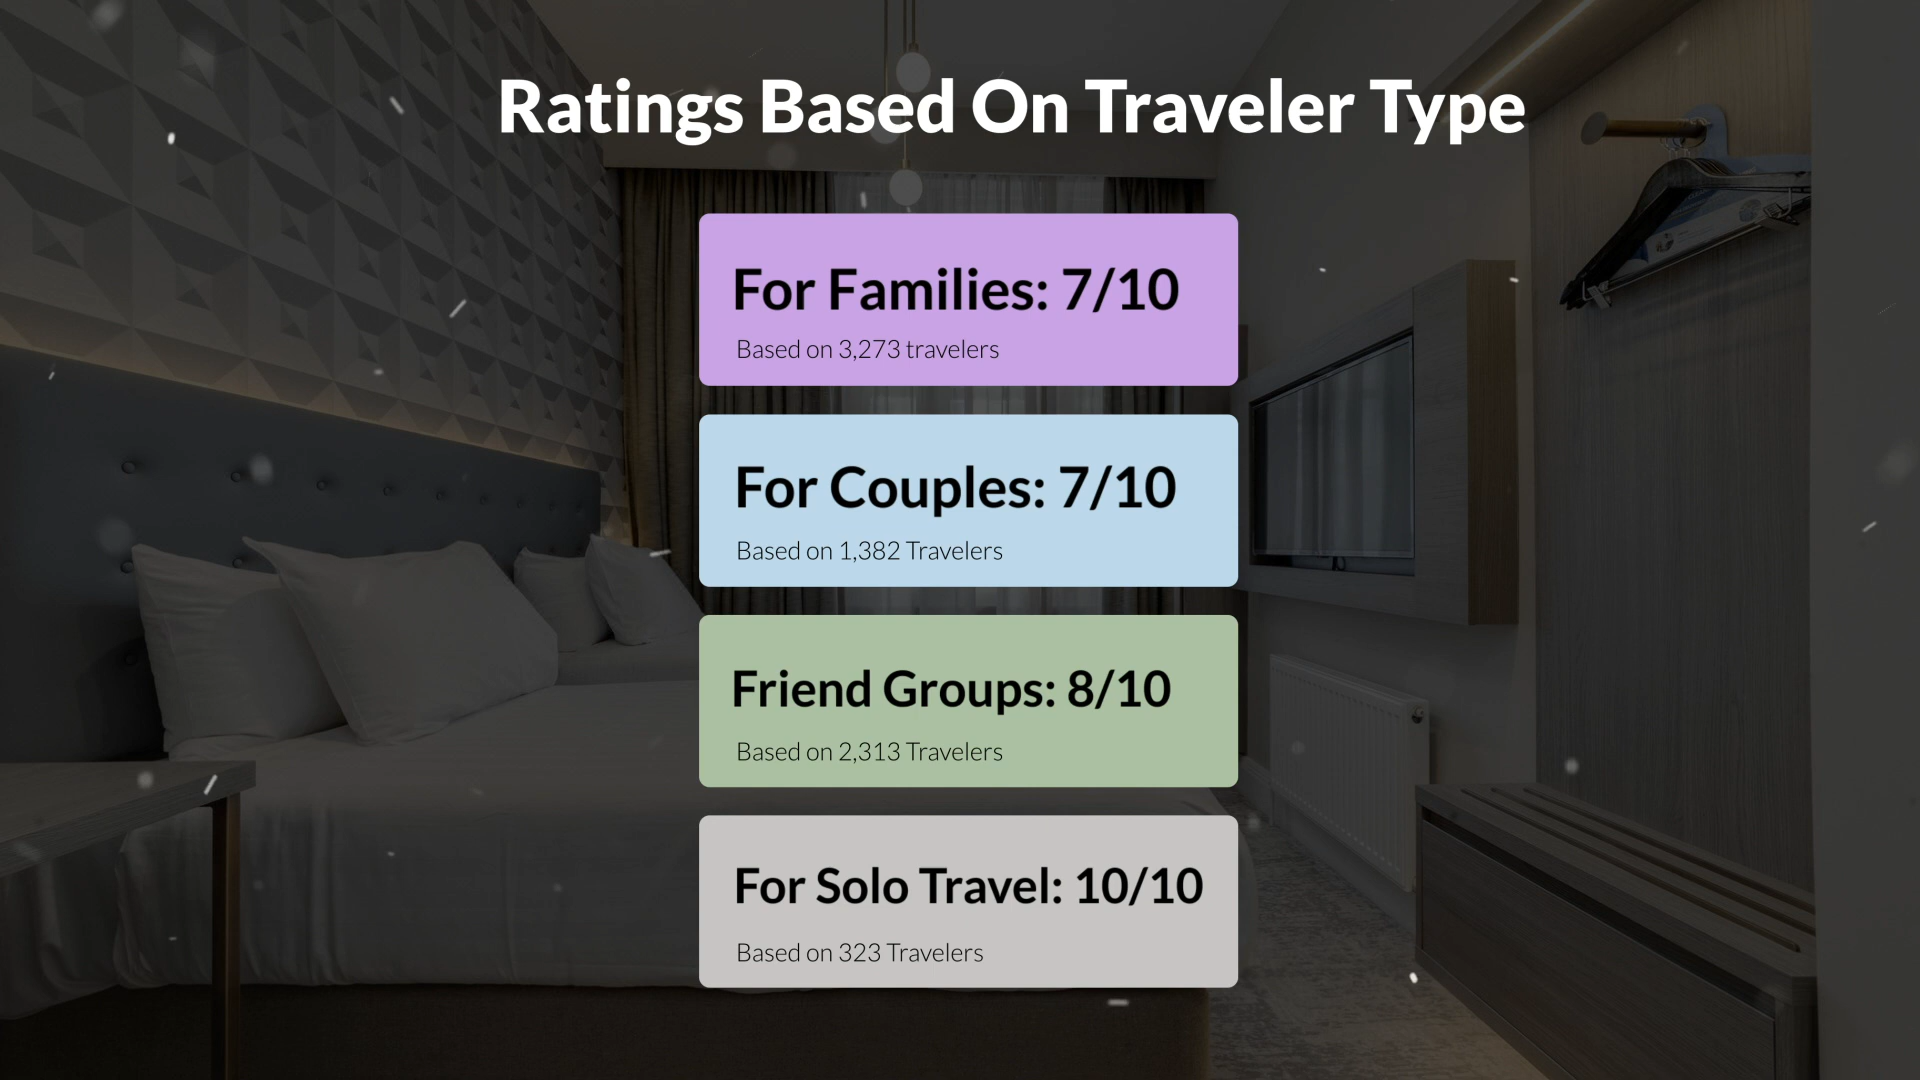 Ratings Based On Traveler Type
For Families: 7/10
Based on 3,273 travelers
For Couples: 7/10
Based on 1,382 Travelers
Friend Groups: 8/10
Based on 2,313 Travelers
For Solo Travel: 10/10
Based on 323 Travelers